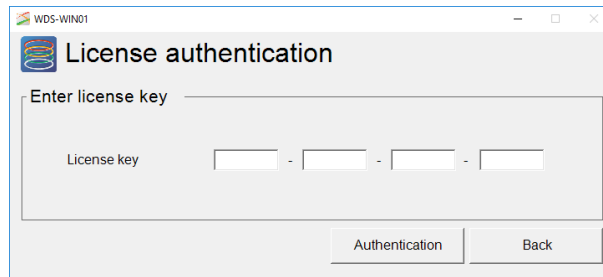 WDS-WIN01
License authentication
Enter license key
License key - - -
Authentication Back